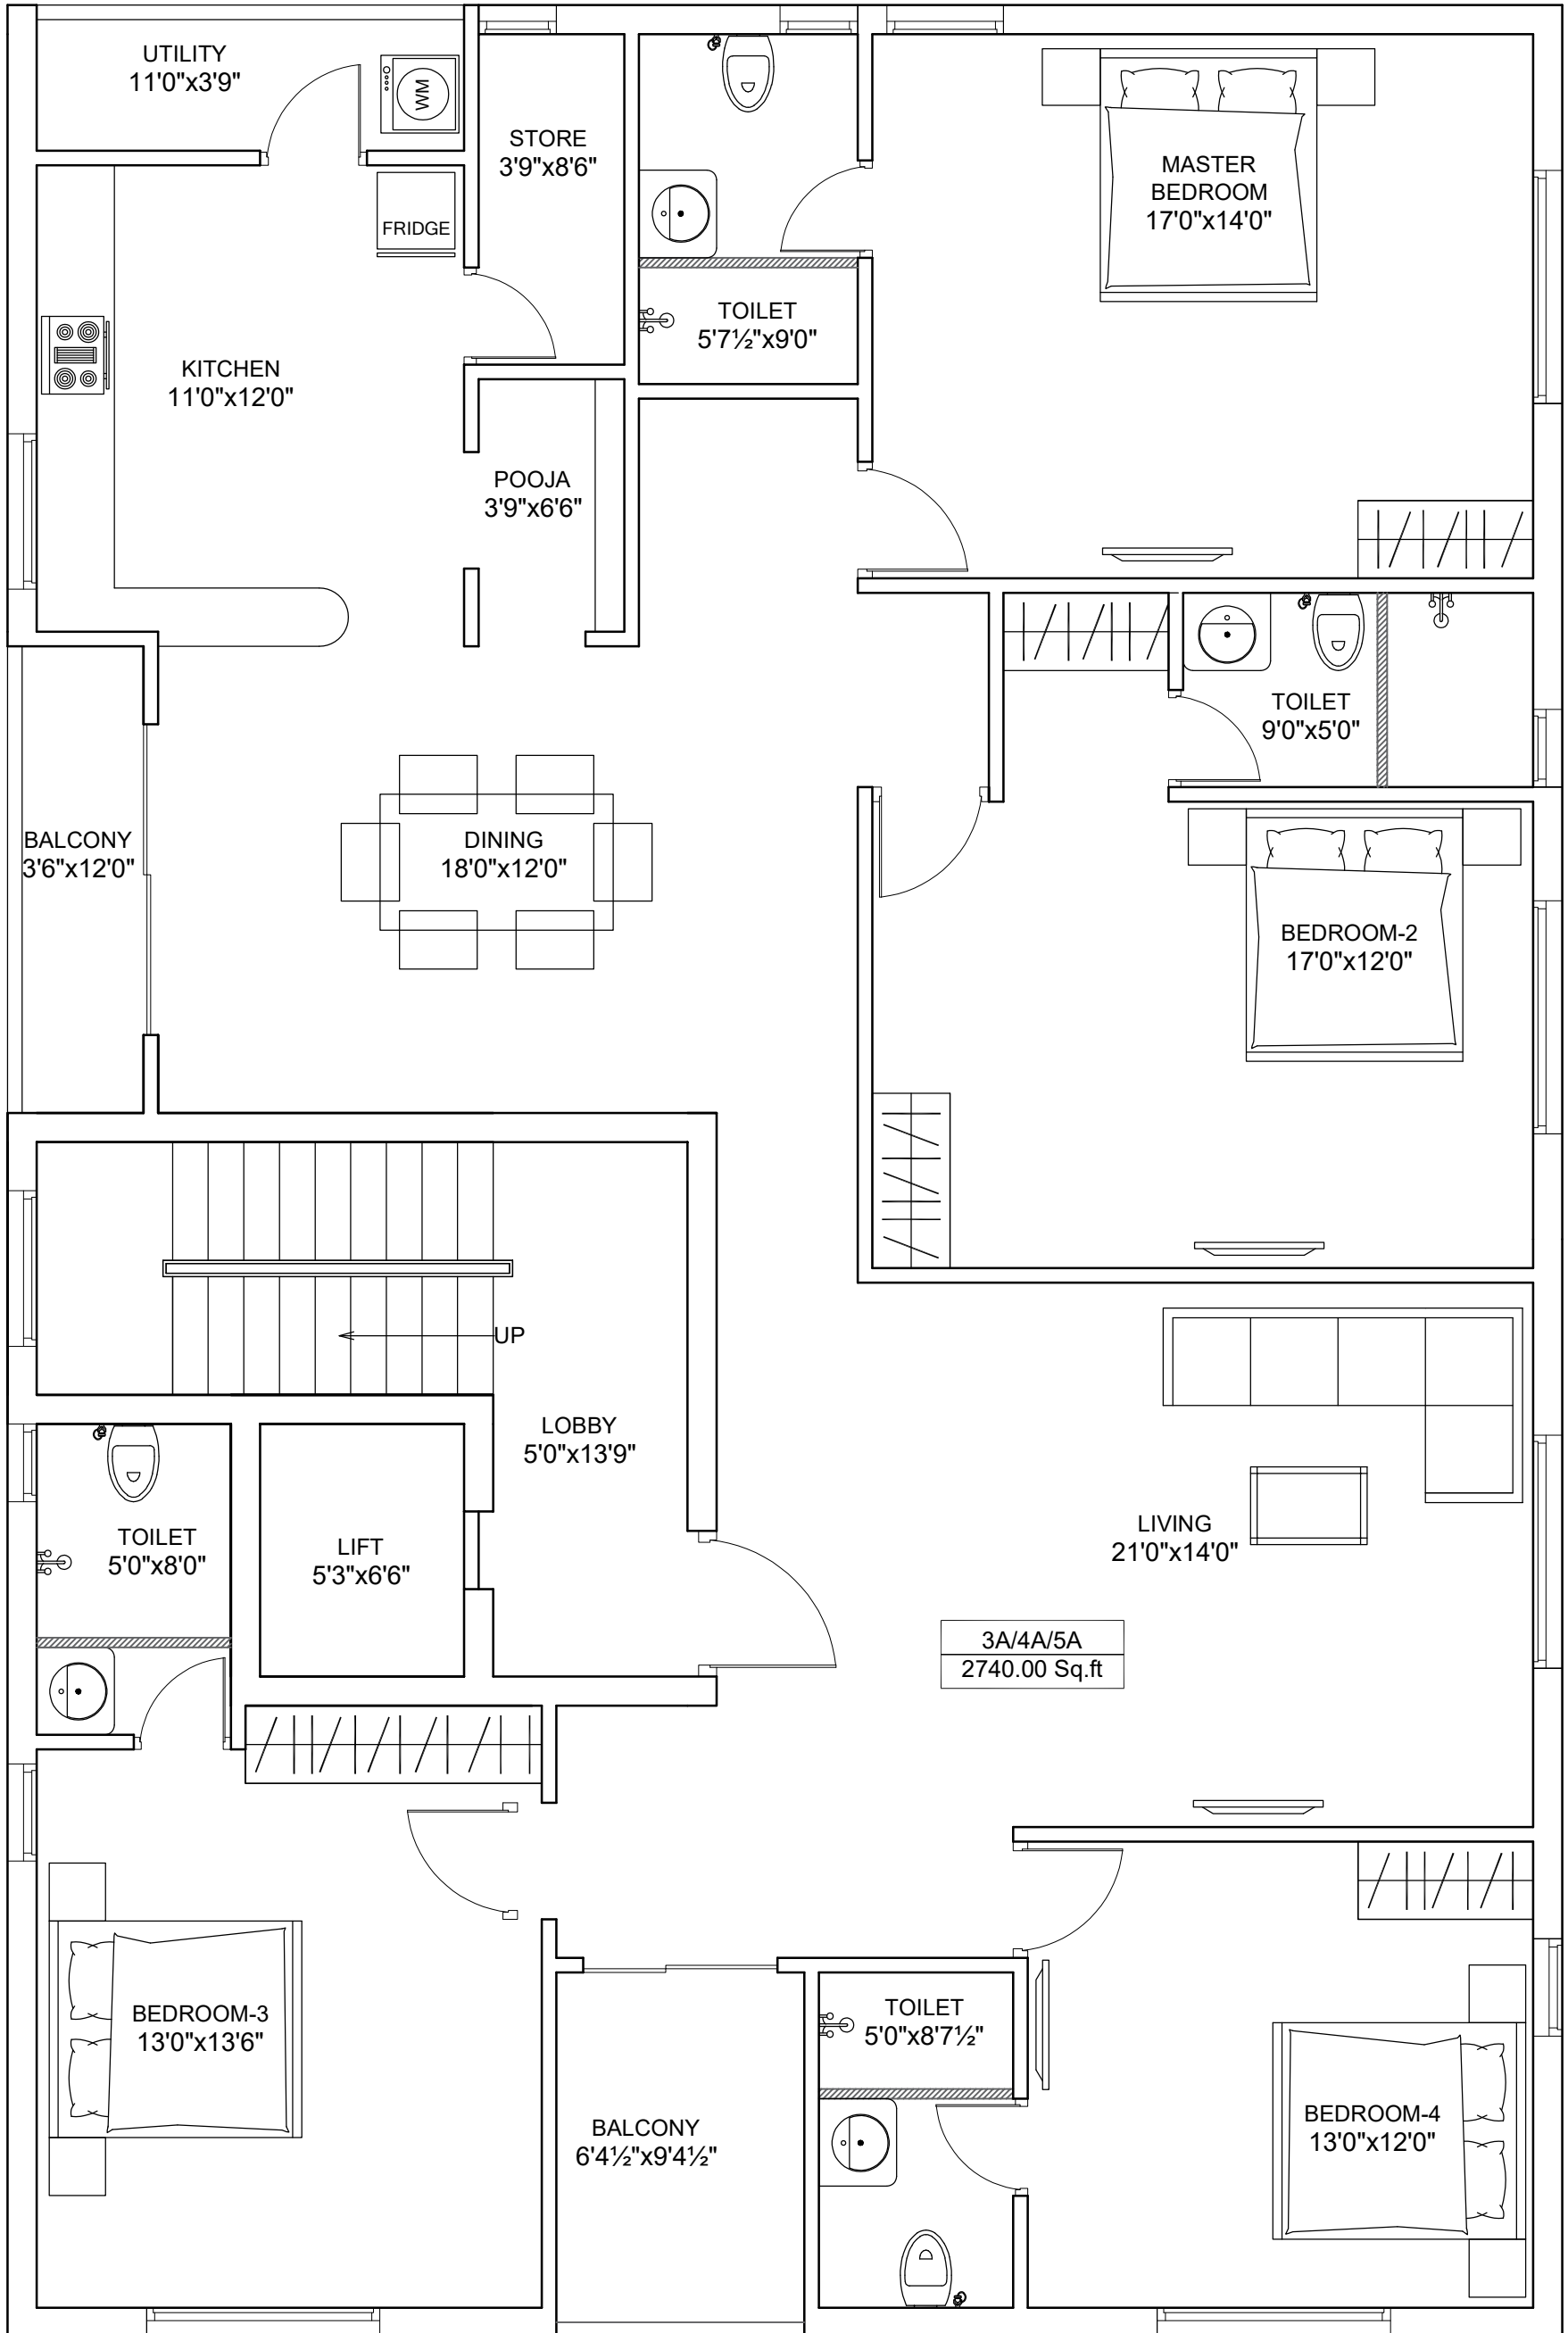 UTILITY
11'0"x3'9"
WM
STORE
3'9"x8'6"
MASTER
BEDROOM
17'0"x14'0"
FRIDGE
TOILET
5'7½"x9'0"
KITCHEN
11'0"x12'0"
POOJA
3'9"x6'6"
TOILET
9'0"x5'0"
BALCONY
3'6"x12'0"
DINING
18'0"x12'0"
BEDROOM-2
17'0"x12'0"
UP
LOBBY
5'0"x13'9"
TOILET
5'0"x8'0"
LIFT
5'3"x6'6"
LIVING
21'0"x14'0"
3A/4A/5A
2740.00 Sq.ft
BEDROOM-3
13'0"x13'6"
TOILET
5'0"x8'7½"
BALCONY
6'4½"x9'4½"
BEDROOM-4
13'0"x12'0"